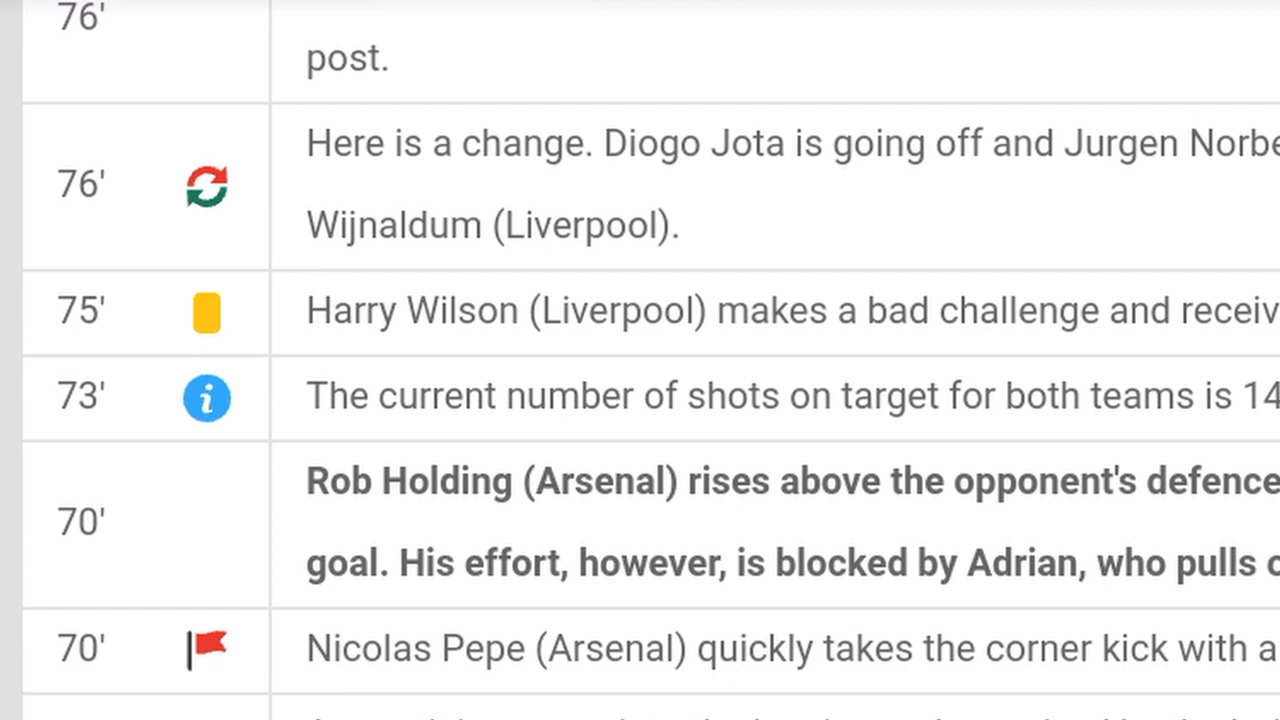 76'
post.
Here is a change. Diogo Jota is going off and Jurgen
76'
Wijnaldum (Liverpool).
75' Harry Wilson (Liverpool) makes a bad challenge and
73' The current number of shots on target for both teams is 14
Rob Holding (Arsenal) rises above the opponent's defence
70'
goal. His effort, however, is blocked by Adrian, who pulls
70' Nicolas Pepe (Arsenal) quickly takes the corner kick with a